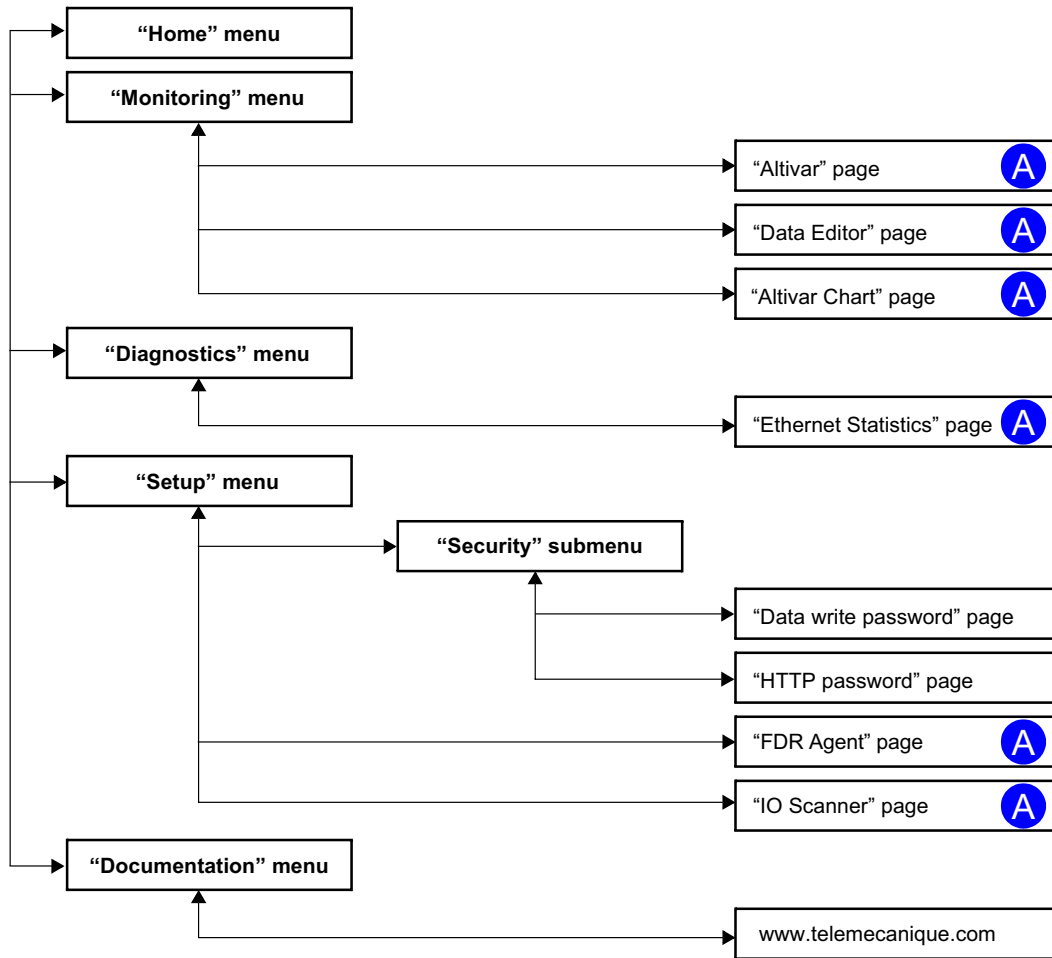 “Home” menu
“Monitoring” menu
“Altivar” page A
“Data Editor” page A
“Altivar Chart” page A
“Diagnostics” menu
“Ethernet Statistics” page A
“Setup” menu
“Security” submenu
“Data write password” page
“HTTP password” page
“FDR Agent” page A
“IO Scanner” page A
“Documentation” menu
www.telemecanique.com